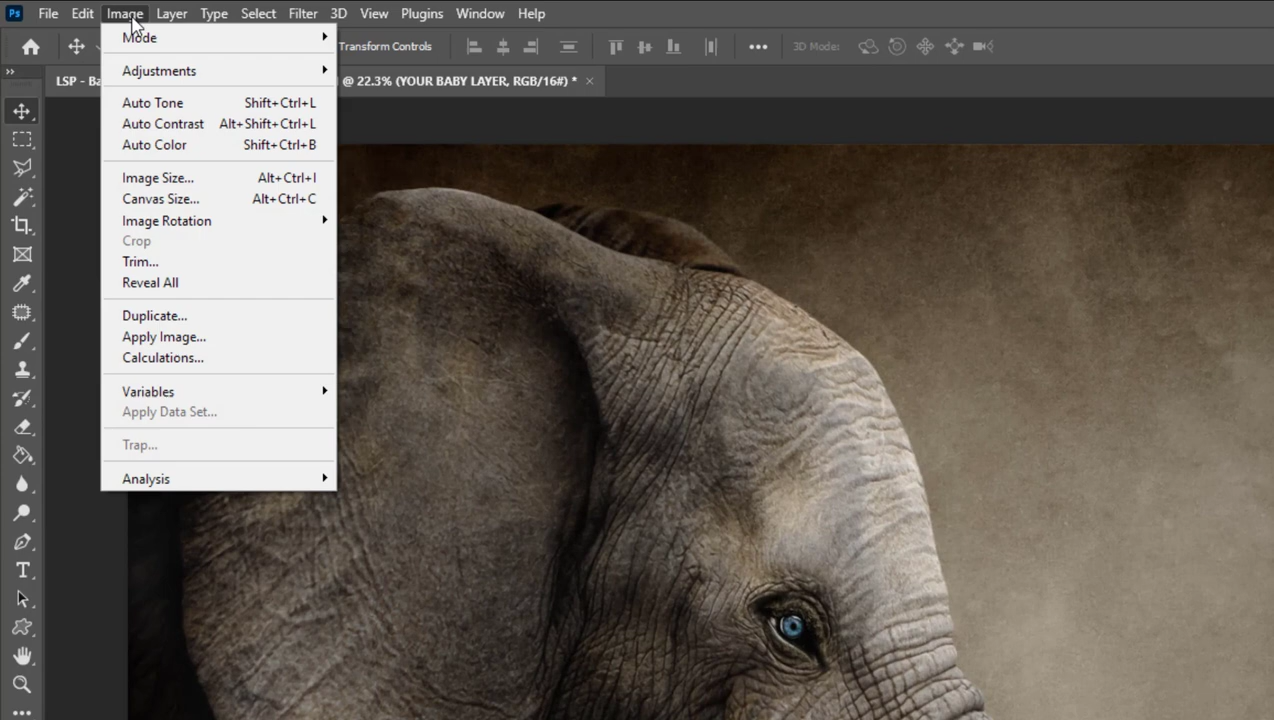 Ps File Edit Image Layer Type Select Filter 3D View Plugins Window Help
Transform Controls 3D Mode:
LSP - Ba @ 22.3% (YOUR BABY LAYER, RGB/16#) * ×
Mode
Adjustments
Auto Tone Shift+Ctrl+L
Auto Contrast Alt+Shift+Ctrl+L
Auto Color Shift+Ctrl+B
Image Size... Alt+Ctrl+I
Canvas Size... Alt+Ctrl+C
Image Rotation
Crop
Trim...
Reveal All
Duplicate...
Apply Image...
Calculations...
Variables
Apply Data Set...
Trap...
Analysis